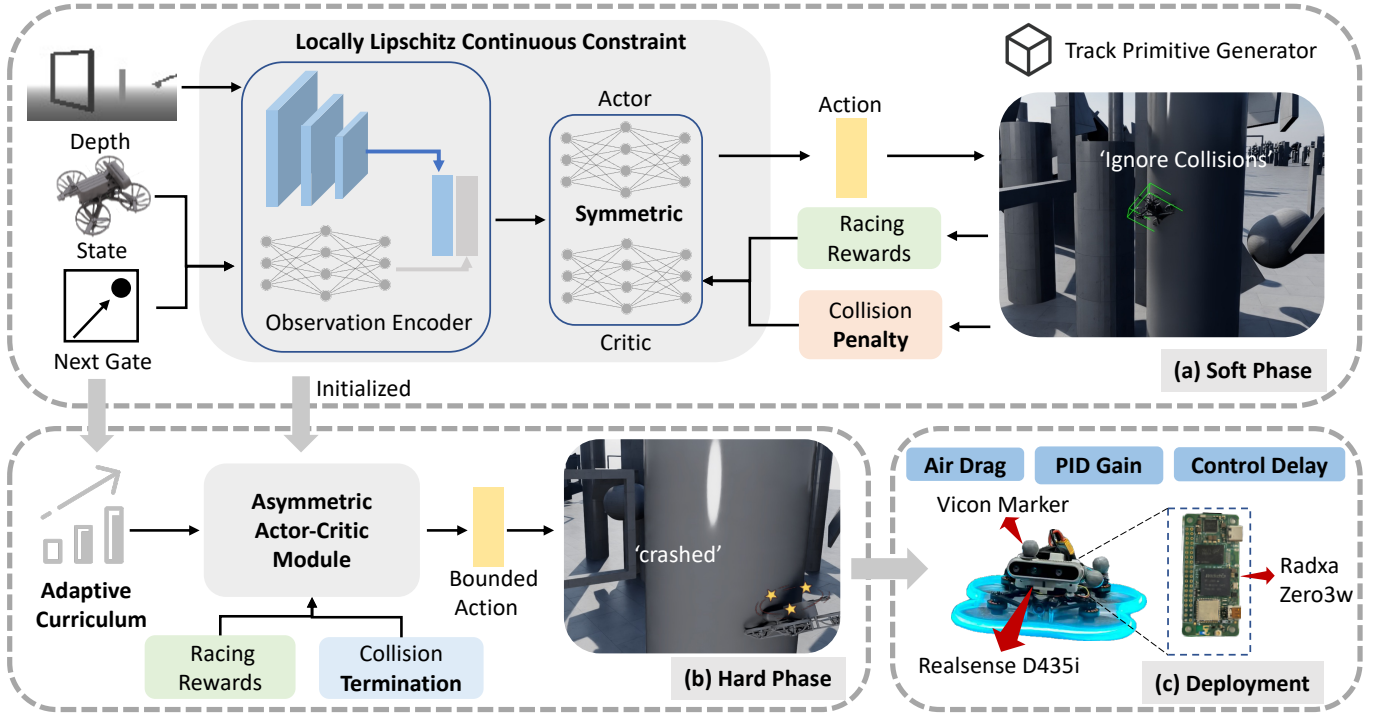 Locally Lipschitz Continuous Constraint
Track Primitive Generator
Depth
State
Next Gate
Observation Encoder
Actor
Symmetric
Critic
Action
Racing
Rewards
Collision
Penalty
'Ignore Collisions'
(a) Soft Phase
Initialized
Adaptive
Curriculum
Asymmetric
Actor-Critic
Module
Racing
Rewards
Collision
Termination
Bounded
Action
'crashed'
(b) Hard Phase
Air Drag
PID Gain
Control Delay
Vicon Marker
Radxa
Zero3w
Realsense D435i
(c) Deployment